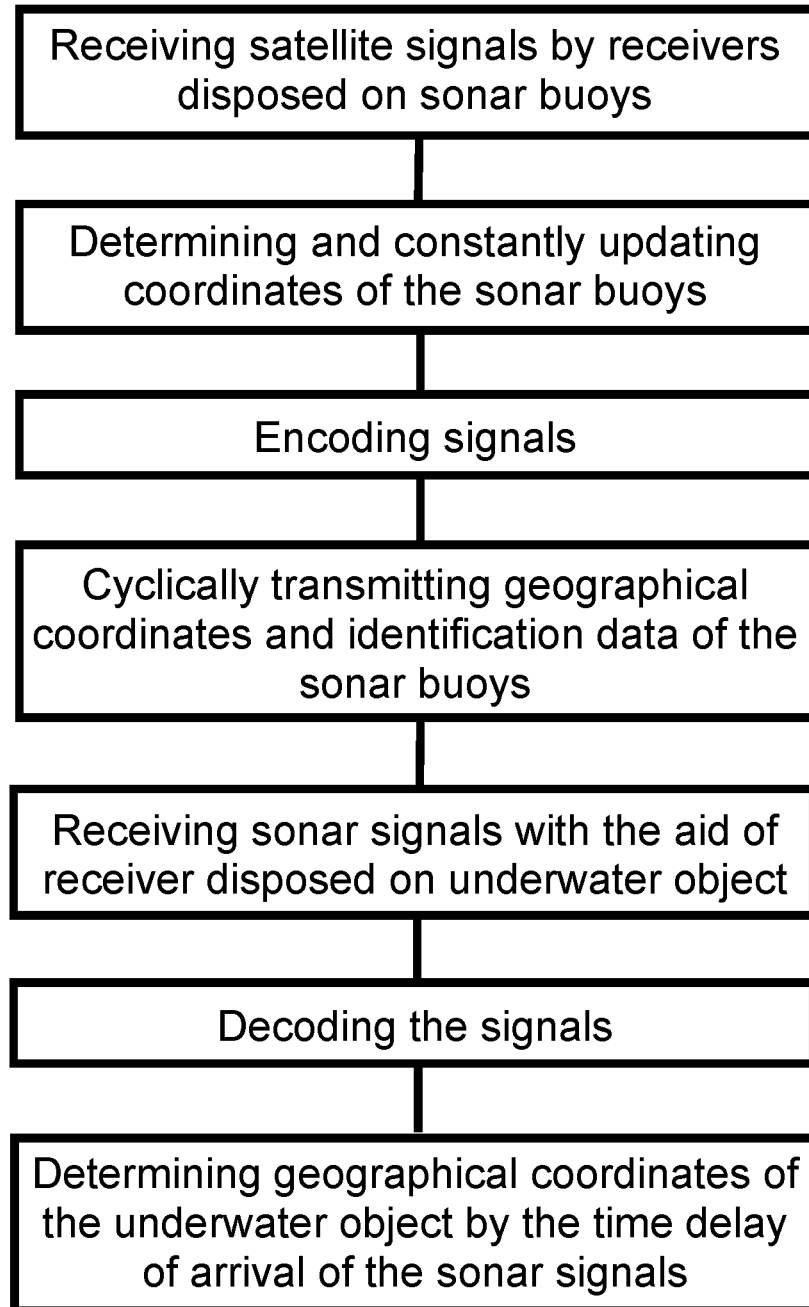 Receiving satellite signals by receivers
disposed on sonar buoys
Determining and constantly updating
coordinates of the sonar buoys
Encoding signals
Cyclically transmitting geographical
coordinates and identification data of the
sonar buoys
Receiving sonar signals with the aid of
receiver disposed on underwater object
Decoding the signals
Determining geographical coordinates of
the underwater object by the time delay
of arrival of the sonar signals